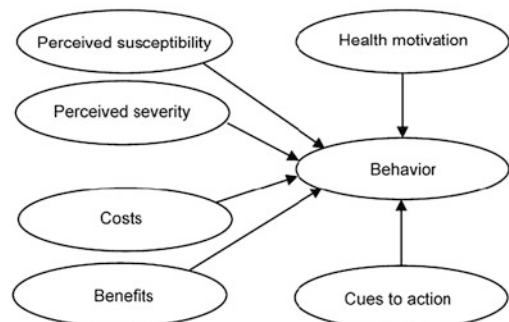 Perceived susceptibility
Health motivation
Perceived severity
Behavior
Costs
Benefits
Cues to action